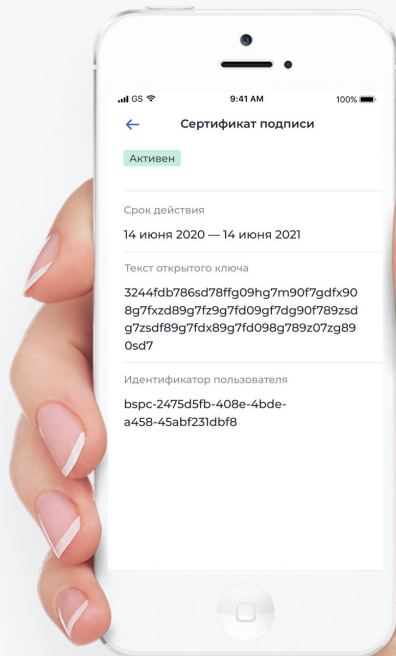 GS 9:41 AM 100%
Сертификат подписи
Активен
Срок действия
14 июня 2020 — 14 июня 2021
Текст открытого ключа
3244fdb786sd78ffg09hg7m90f7gdfx90
8g7fxzd89g7fz9g7fd09gf7dg90f789zsd
g7zsdf89g7fdx89g7fd098g789z07zg89
0sd7
Идентификатор пользователя
bspc-2475d5fb-408e-4bde-
a458-45abf231dbf8